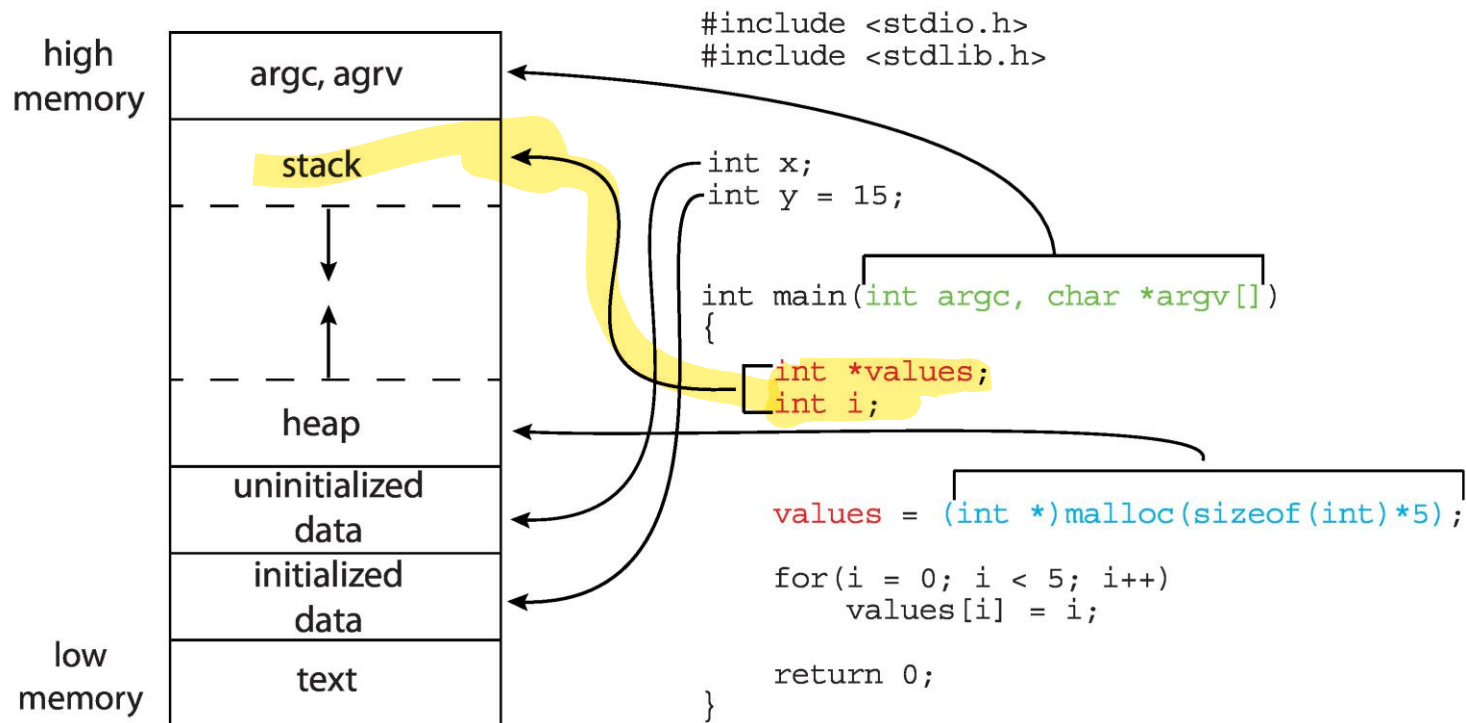 high
memory
argc, agrv
stack
heap
uninitialized
data
initialized
data
low
memory
text
#include <stdio.h>
#include <stdlib.h>
int x;
int y = 15;
int main(int argc, char *argv[])
{
int *values;
int i;
values = (int *)malloc(sizeof(int)*5);
for(i = 0; i < 5; i++)
values[i] = i;
return 0;
}